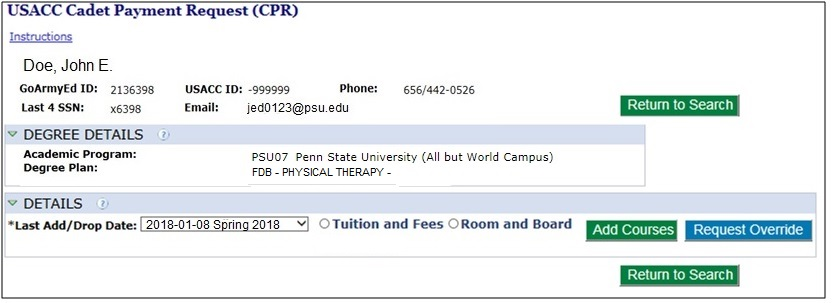 USACC Cadet Payment Request (CPR)
Instructions
Doe, John E.
GoArmyEd ID: 2136398 USACC ID: -999999 Phone: 656/442-0526
Last 4 SSN: x6398 Email: jed0123@psu.edu
Return to Search
DEGREE DETAILS ?
Academic Program: PSU07 Penn State University (All but World Campus)
Degree Plan: FDB - PHYSICAL THERAPY -
DETAILS ?
*Last Add/Drop Date: 2018-01-08 Spring 2018 Tuition and Fees Room and Board Add Courses Request Override
Return to Search